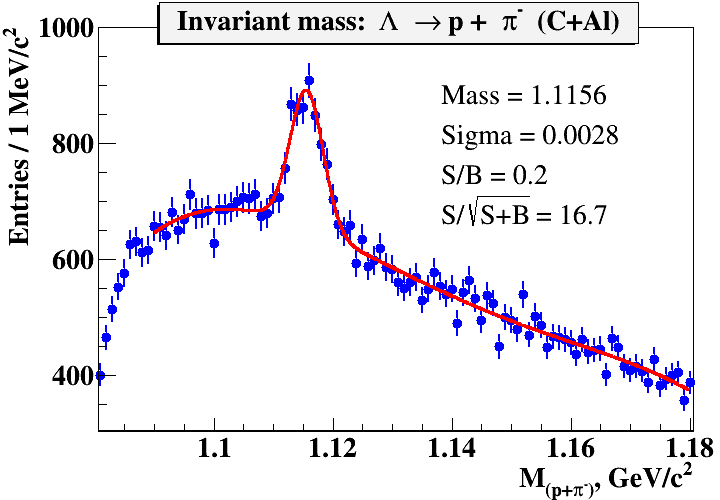 Invariant mass: Λ → p + π⁻ (C+Al)
Entries / 1 MeV/c²
1000
800
600
400
Mass = 1.1156
Sigma = 0.0028
S/B = 0.2
S/√S+B = 16.7
1.1 1.12 1.14 1.16 1.18
M(p+π⁻), GeV/c²